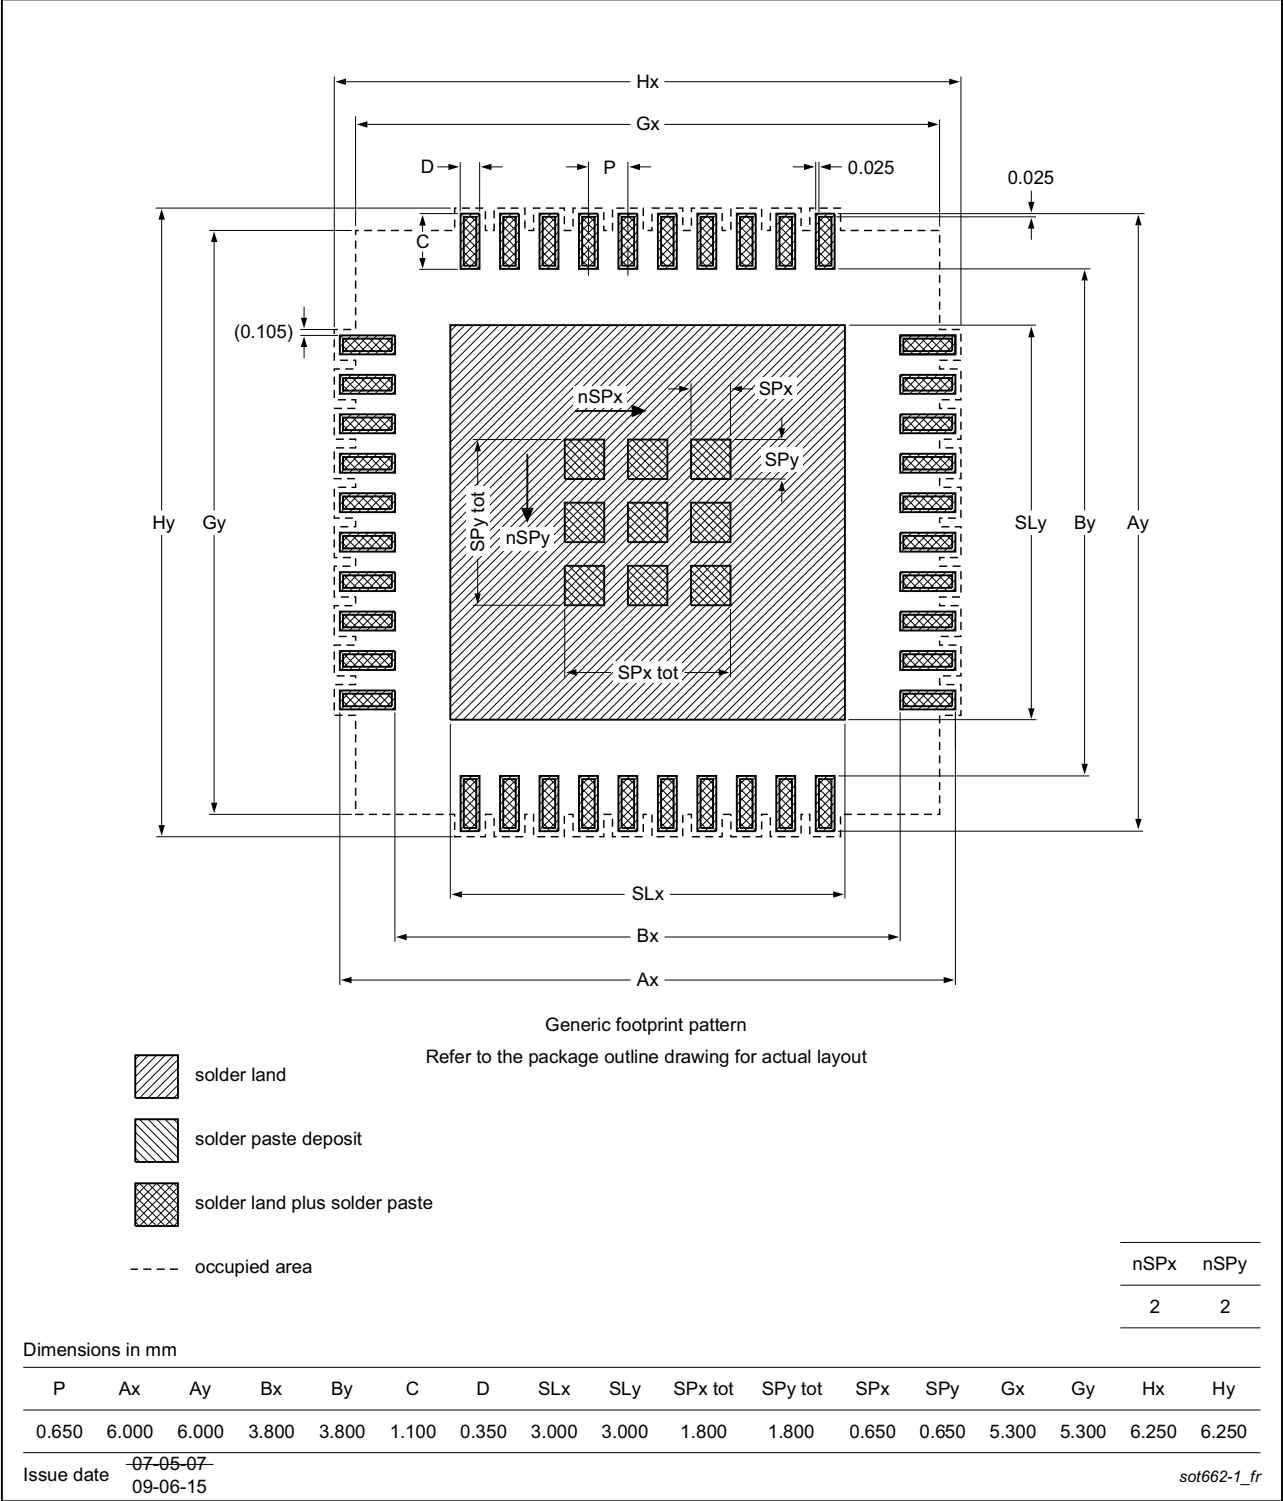 Hx
Gx
D
P
0.025
0.025
C
(0.105)
nSPx
SPx
SPy
SPy tot
nSPy
Hy
Gy
SLy
By
Ay
SPx tot
SLx
Bx
Ax
Generic footprint pattern
Refer to the package outline drawing for actual layout
solder land
solder paste deposit
solder land plus solder paste
occupied area
nSPx nSPy
2 2
Dimensions in mm
P Ax Ay Bx By C D SLx SLy SPx tot SPy tot SPx SPy Gx Gy Hx Hy
0.650 6.000 6.000 3.800 3.800 1.100 0.350 3.000 3.000 1.800 1.800 0.650 0.650 5.300 5.300 6.250 6.250
Issue date 07-05-07
09-06-15
sot662-1_fr